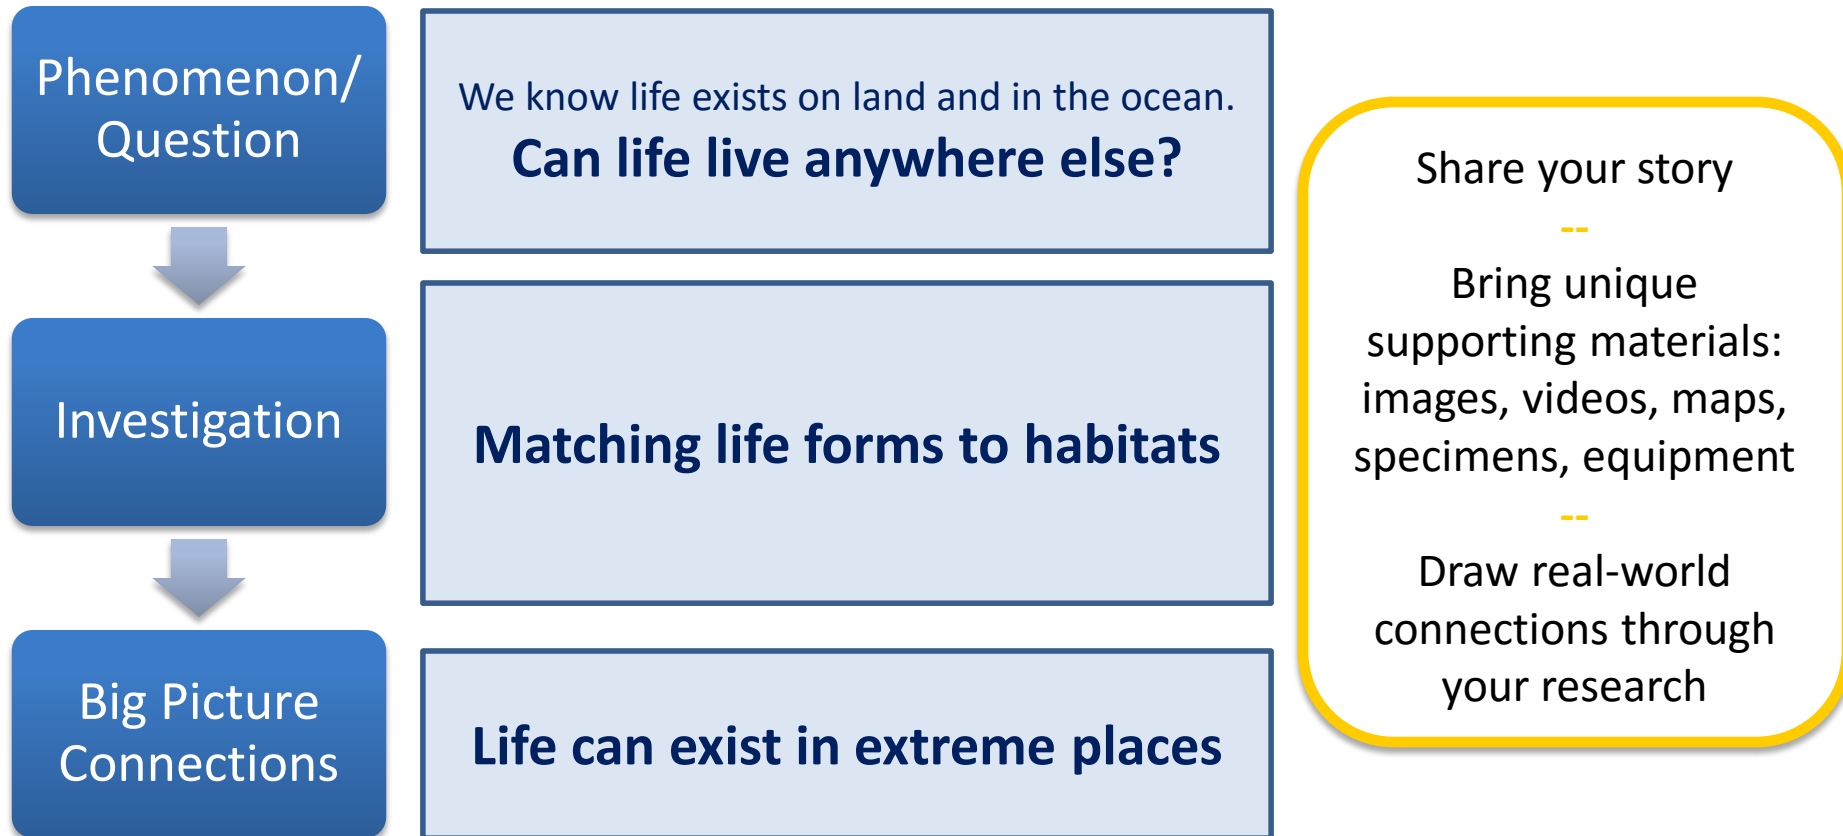 Phenomenon/
Question
We know life exists on land and in the ocean.
Can life live anywhere else?
Investigation
Matching life forms to habitats
Big Picture
Connections
Life can exist in extreme places
Share your story
--
Bring unique
supporting materials:
images, videos, maps,
specimens, equipment
--
Draw real-world
connections through
your research